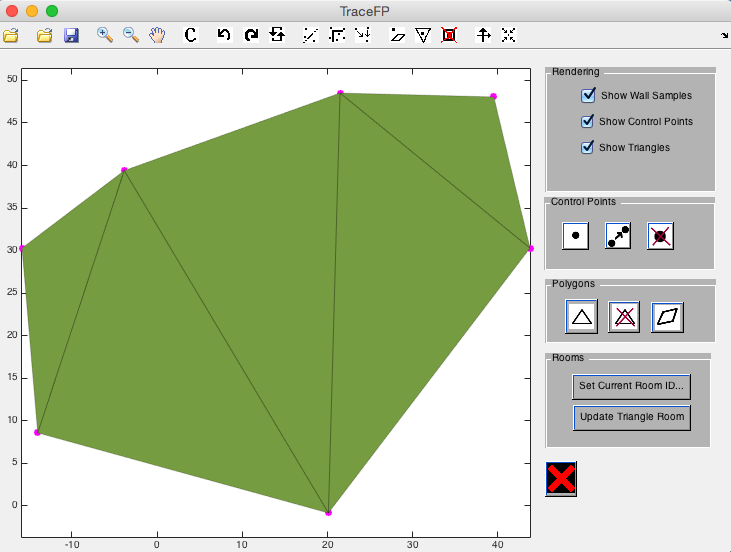 TraceFP
C
50
45
40
35
30
25
20
15
10
5
0
-10
0
10
20
30
40
Rendering
Show Wall Samples
Show Control Points
Show Triangles
Control Points
Polygons
Rooms
Set Current Room ID...
Update Triangle Room